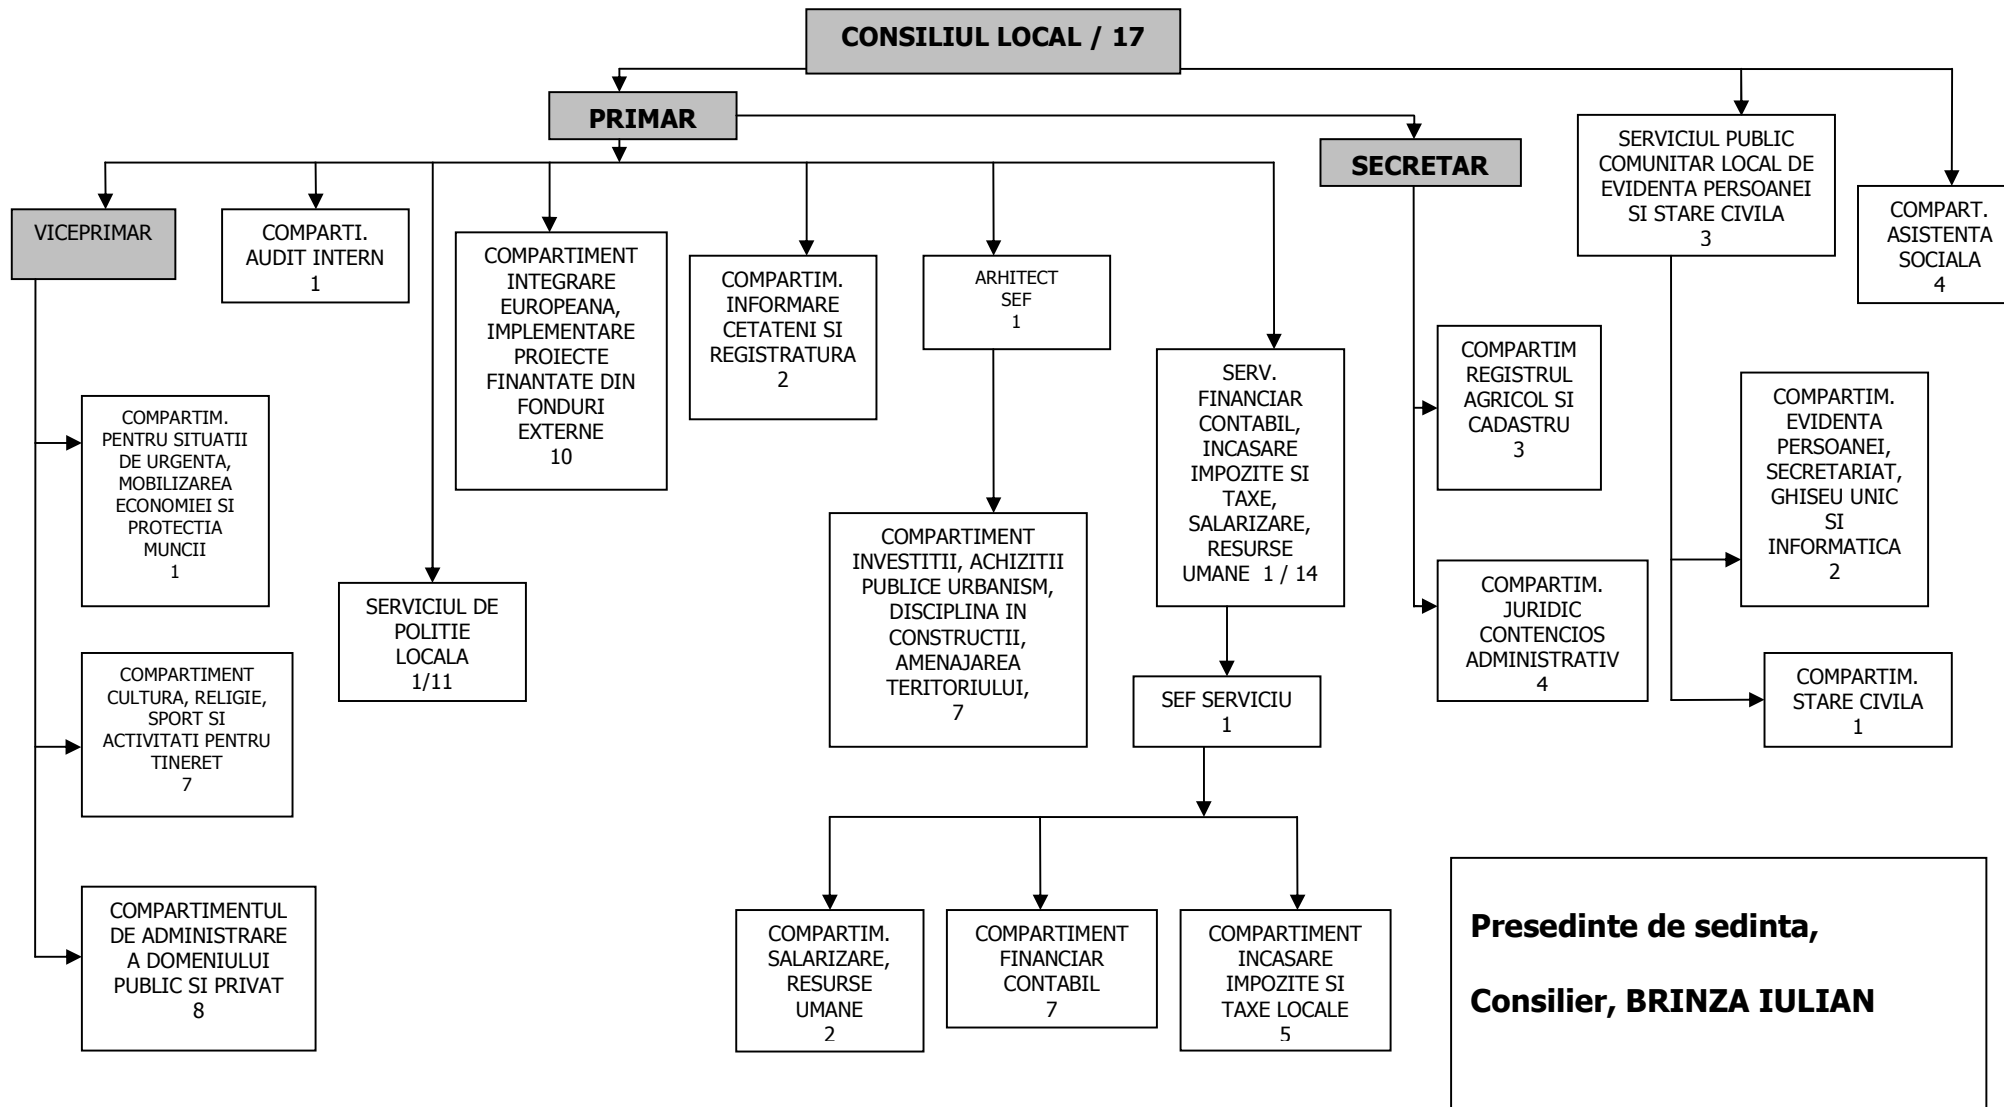 CONSILIUL LOCAL / 17
PRIMAR
SECRETAR
SERVICIUL PUBLIC
COMUNITAR LOCAL DE
EVIDENTA PERSOANEI
SI STARE CIVILA
3
COMPART.
ASISTENTA
SOCIALA
4
VICEPRIMAR
COMPARTI.
AUDIT INTERN
1
COMPARTIMENT
INTEGRARE
EUROPEANA,
IMPLEMENTARE
PROIECTE
FINANTATE DIN
FONDURI
EXTERNE
10
COMPARTIM.
INFORMARE
CETATENI SI
REGISTRATURA
2
ARHITECT
SEF
1
SERV.
FINANCIAR
CONTABIL,
INCASARE
IMPOZITE SI
TAXE,
SALARIZARE,
RESURSE
UMANE 1 / 14
COMPARTIM
REGISTRUL
AGRICOL SI
CADASTRU
3
COMPARTIM.
EVIDENTA
PERSOANEI,
SECRETARIAT,
GHISEU UNIC
SI
INFORMATICA
2
COMPARTIM.
PENTRU SITUATII
DE URGENTA,
MOBILIZAREA
ECONOMIEI SI
PROTECTIA
MUNCII
1
SERVICIUL DE
POLITIE
LOCALA
1/11
COMPARTIMENT
INVESTITII, ACHIZITII
PUBLICE URBANISM,
DISCIPLINA IN
CONSTRUCTII,
AMENAJAREA
TERITORIULUI,
7
COMPARTIM.
JURIDIC
CONTENCIOS
ADMINISTRATIV
4
COMPARTIMENT
CULTURA, RELIGIE,
SPORT SI
ACTIVITATI PENTRU
TINERET
7
SEF SERVICIU
1
COMPARTIM.
STARE CIVILA
1
COMPARTIMENTUL
DE ADMINISTRARE
A DOMENIULUI
PUBLIC SI PRIVAT
8
COMPARTIM.
SALARIZARE,
RESURSE
UMANE
2
COMPARTIMENT
FINANCIAR
CONTABIL
7
COMPARTIMENT
INCASARE
IMPOZITE SI
TAXE LOCALE
5
Presedinte de sedinta,
Consilier, BRINZA IULIAN